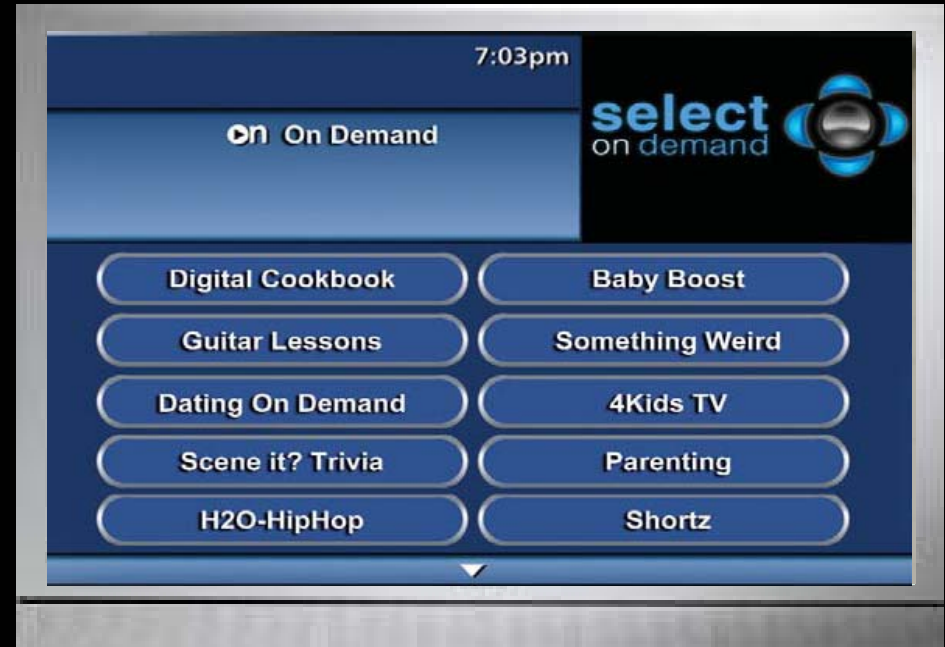 7:03pm
on On Demand
select
on demand
Digital Cookbook
Baby Boost
Guitar Lessons
Something Weird
Dating On Demand
4Kids TV
Scene it? Trivia
Parenting
H2O-HipHop
Shortz